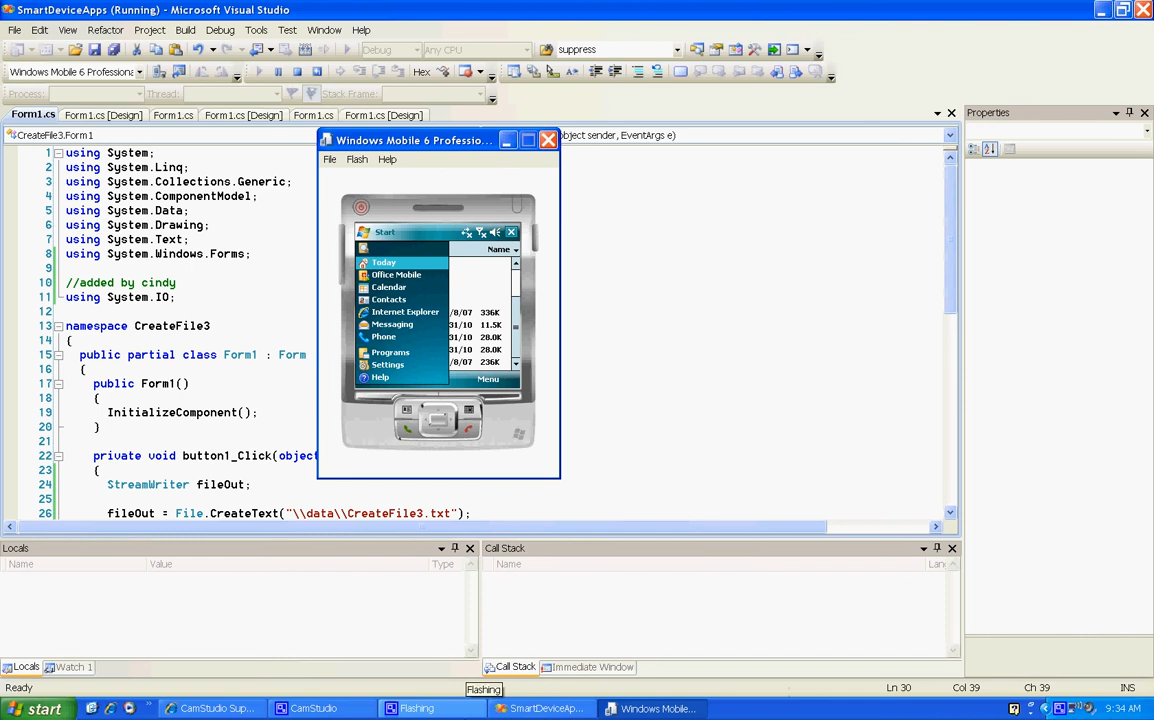 SmartDeviceApps (Running) - Microsoft Visual Studio
File Edit View Refactor Project Build Debug Tools Test Window Help
Debug Any CPU suppress
Windows Mobile 6 Professiona Hex
Process: Thread: Stack Frame:
Form1.cs Form1.cs [Design] Form1.cs Form1.cs [Design] Form1.cs Form1.cs [Design]
CreateFile3.Form1 object sender, EventArgs e)
1 using System;
2 using System.Linq;
3 using System.Collections.Generic;
4 using System.ComponentModel;
5 using System.Data;
6 using System.Drawing;
7 using System.Text;
8 using System.Windows.Forms;
9
10 //added by cindy
11 using System.IO;
12
13 namespace CreateFile3
14 {
15 public partial class Form1 : Form
16 {
17 public Form1()
18 {
19 InitializeComponent();
20 }
21
22 private void button1_Click(objec
23 {
24 StreamWriter fileOut;
25
26 fileOut = File.CreateText("\\data\\CreateFile3.txt");
Windows Mobile 6 Professio...
File Flash Help
Start
Name
Today
Office Mobile
Calendar
Contacts
Internet Explorer /8/07 336K
Messaging 31/10 11.5K
Phone 31/10 28.0K
Programs 31/10 28.0K
Settings /8/07 236K
Help Menu
Properties
Locals
Name Value Type
Call Stack
Name Lan
Locals Watch 1
Call Stack Immediate Window
Ready Ln 30 Col 39 Ch 39 INS
Flashing
start CamStudio Sup... CamStudio Flashing SmartDeviceApp... Windows Mobile... 9:34 AM